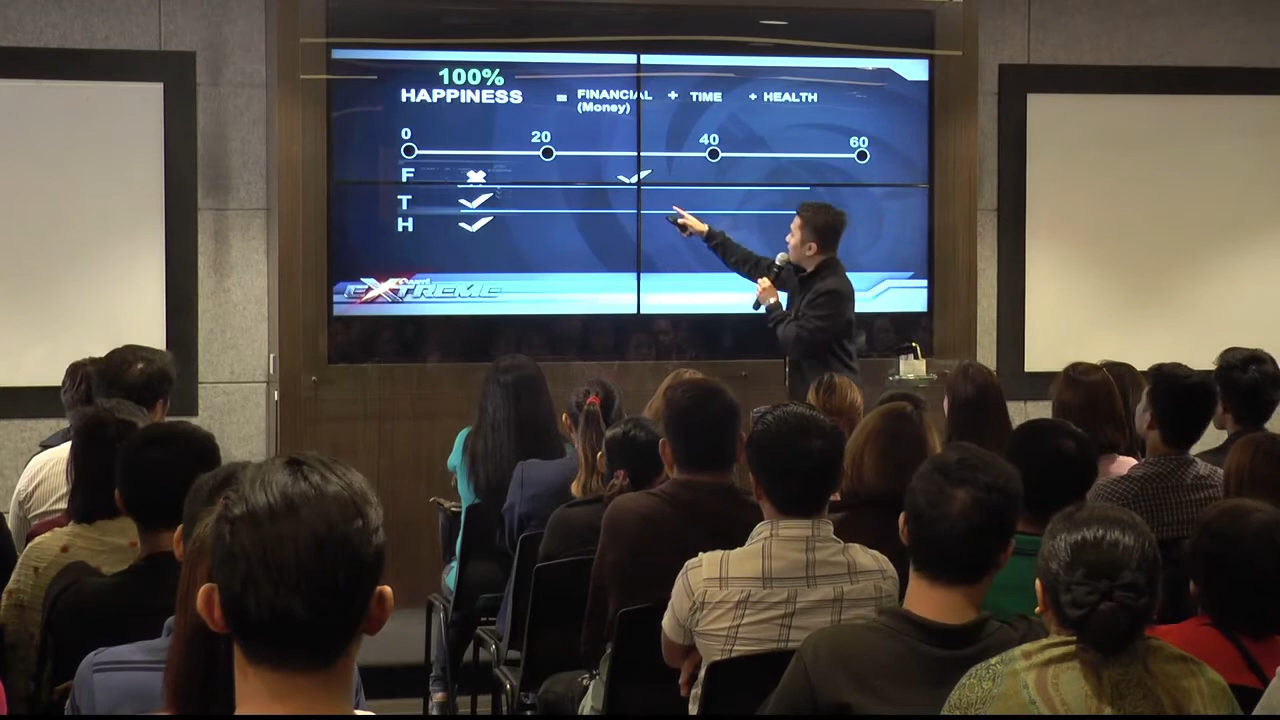 100%
HAPPINESS = FINANCIAL + TIME + HEALTH
(Money)
0 20 40 60
F
T
H
EXTREME